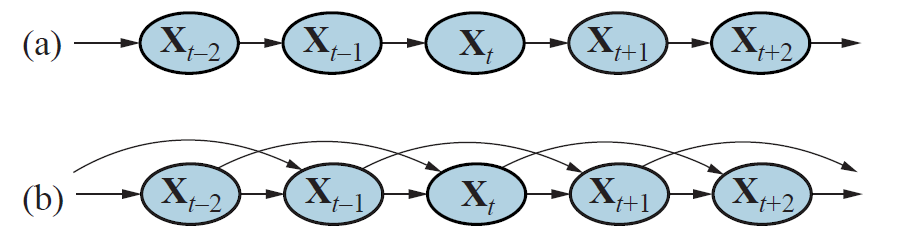 (a) X_{t–2} X_{t–1} X_t X_{t+1} X_{t+2}
(b) X_{t–2} X_{t–1} X_t X_{t+1} X_{t+2}